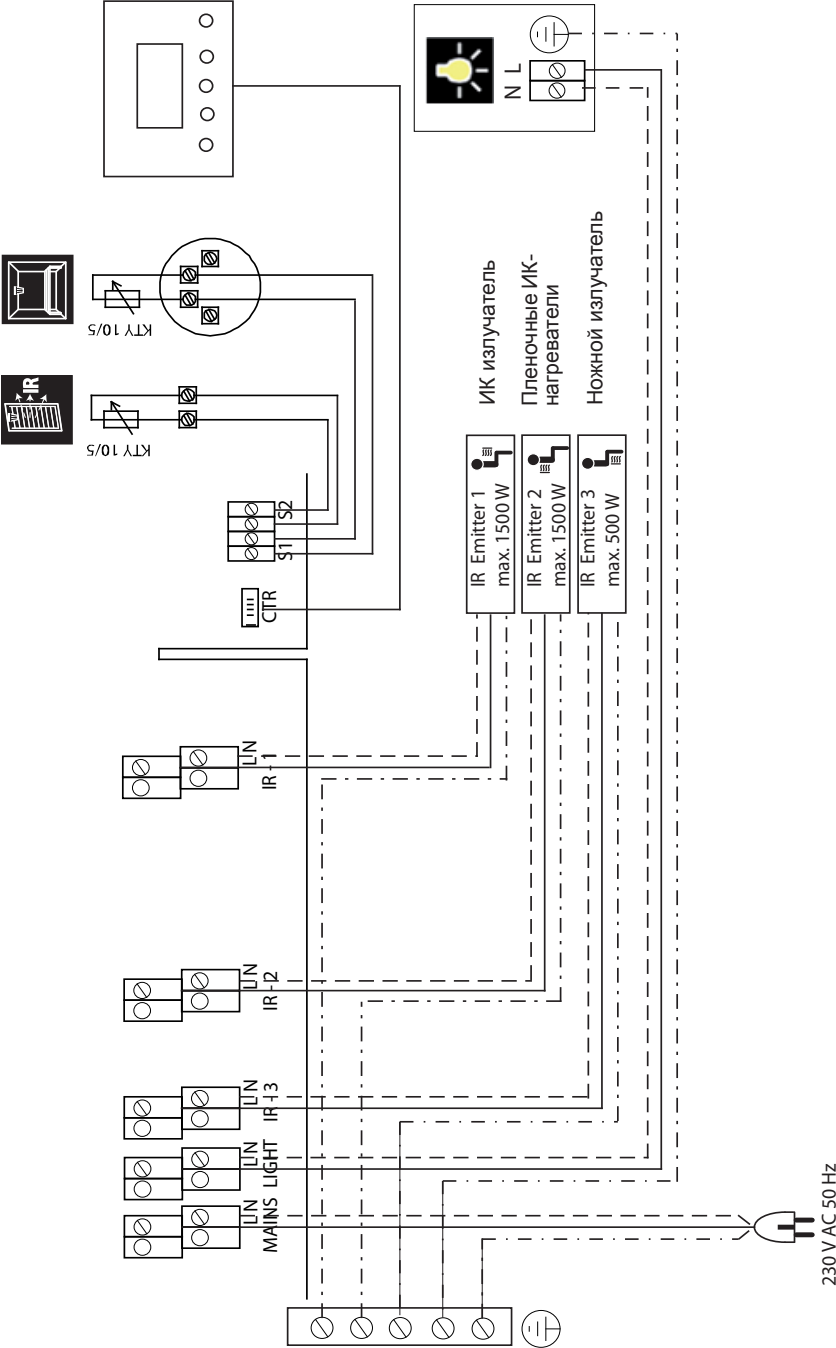 230 V AC 50 Hz
MAINS
L N
LIGHT
L N
IR - 3
L N
IR - 2
L N
IR - 1
L N
CTR
S1
S2
KTY 10/5
KTY 10/5
IR
IR Emitter 1
max. 1500 W
IR Emitter 2
max. 1500 W
IR Emitter 3
max. 500 W
ИК излучатель
Пленочные ИК-
нагреватели
Ножной излучатель
N L